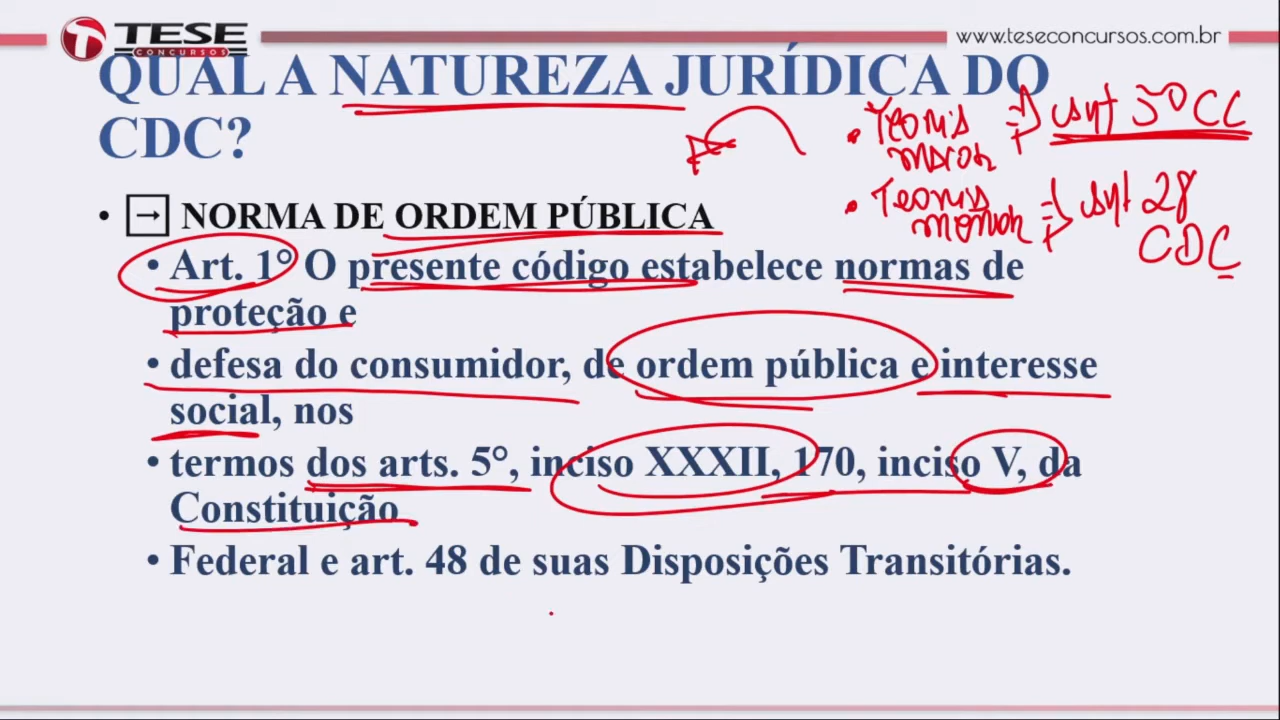 TESE
CONCURSOS
www.teseconcursos.com.br
QUAL A NATUREZA JURÍDICA DO
CDC?
• Teoria maior ⇒ art 50 CC
• Teoria menor ⇒ art 28 CDC
• → NORMA DE ORDEM PÚBLICA
• Art. 1° O presente código estabelece normas de
proteção e
• defesa do consumidor, de ordem pública e interesse
social, nos
• termos dos arts. 5°, inciso XXXII, 170, inciso V, da
Constituição
• Federal e art. 48 de suas Disposições Transitórias.